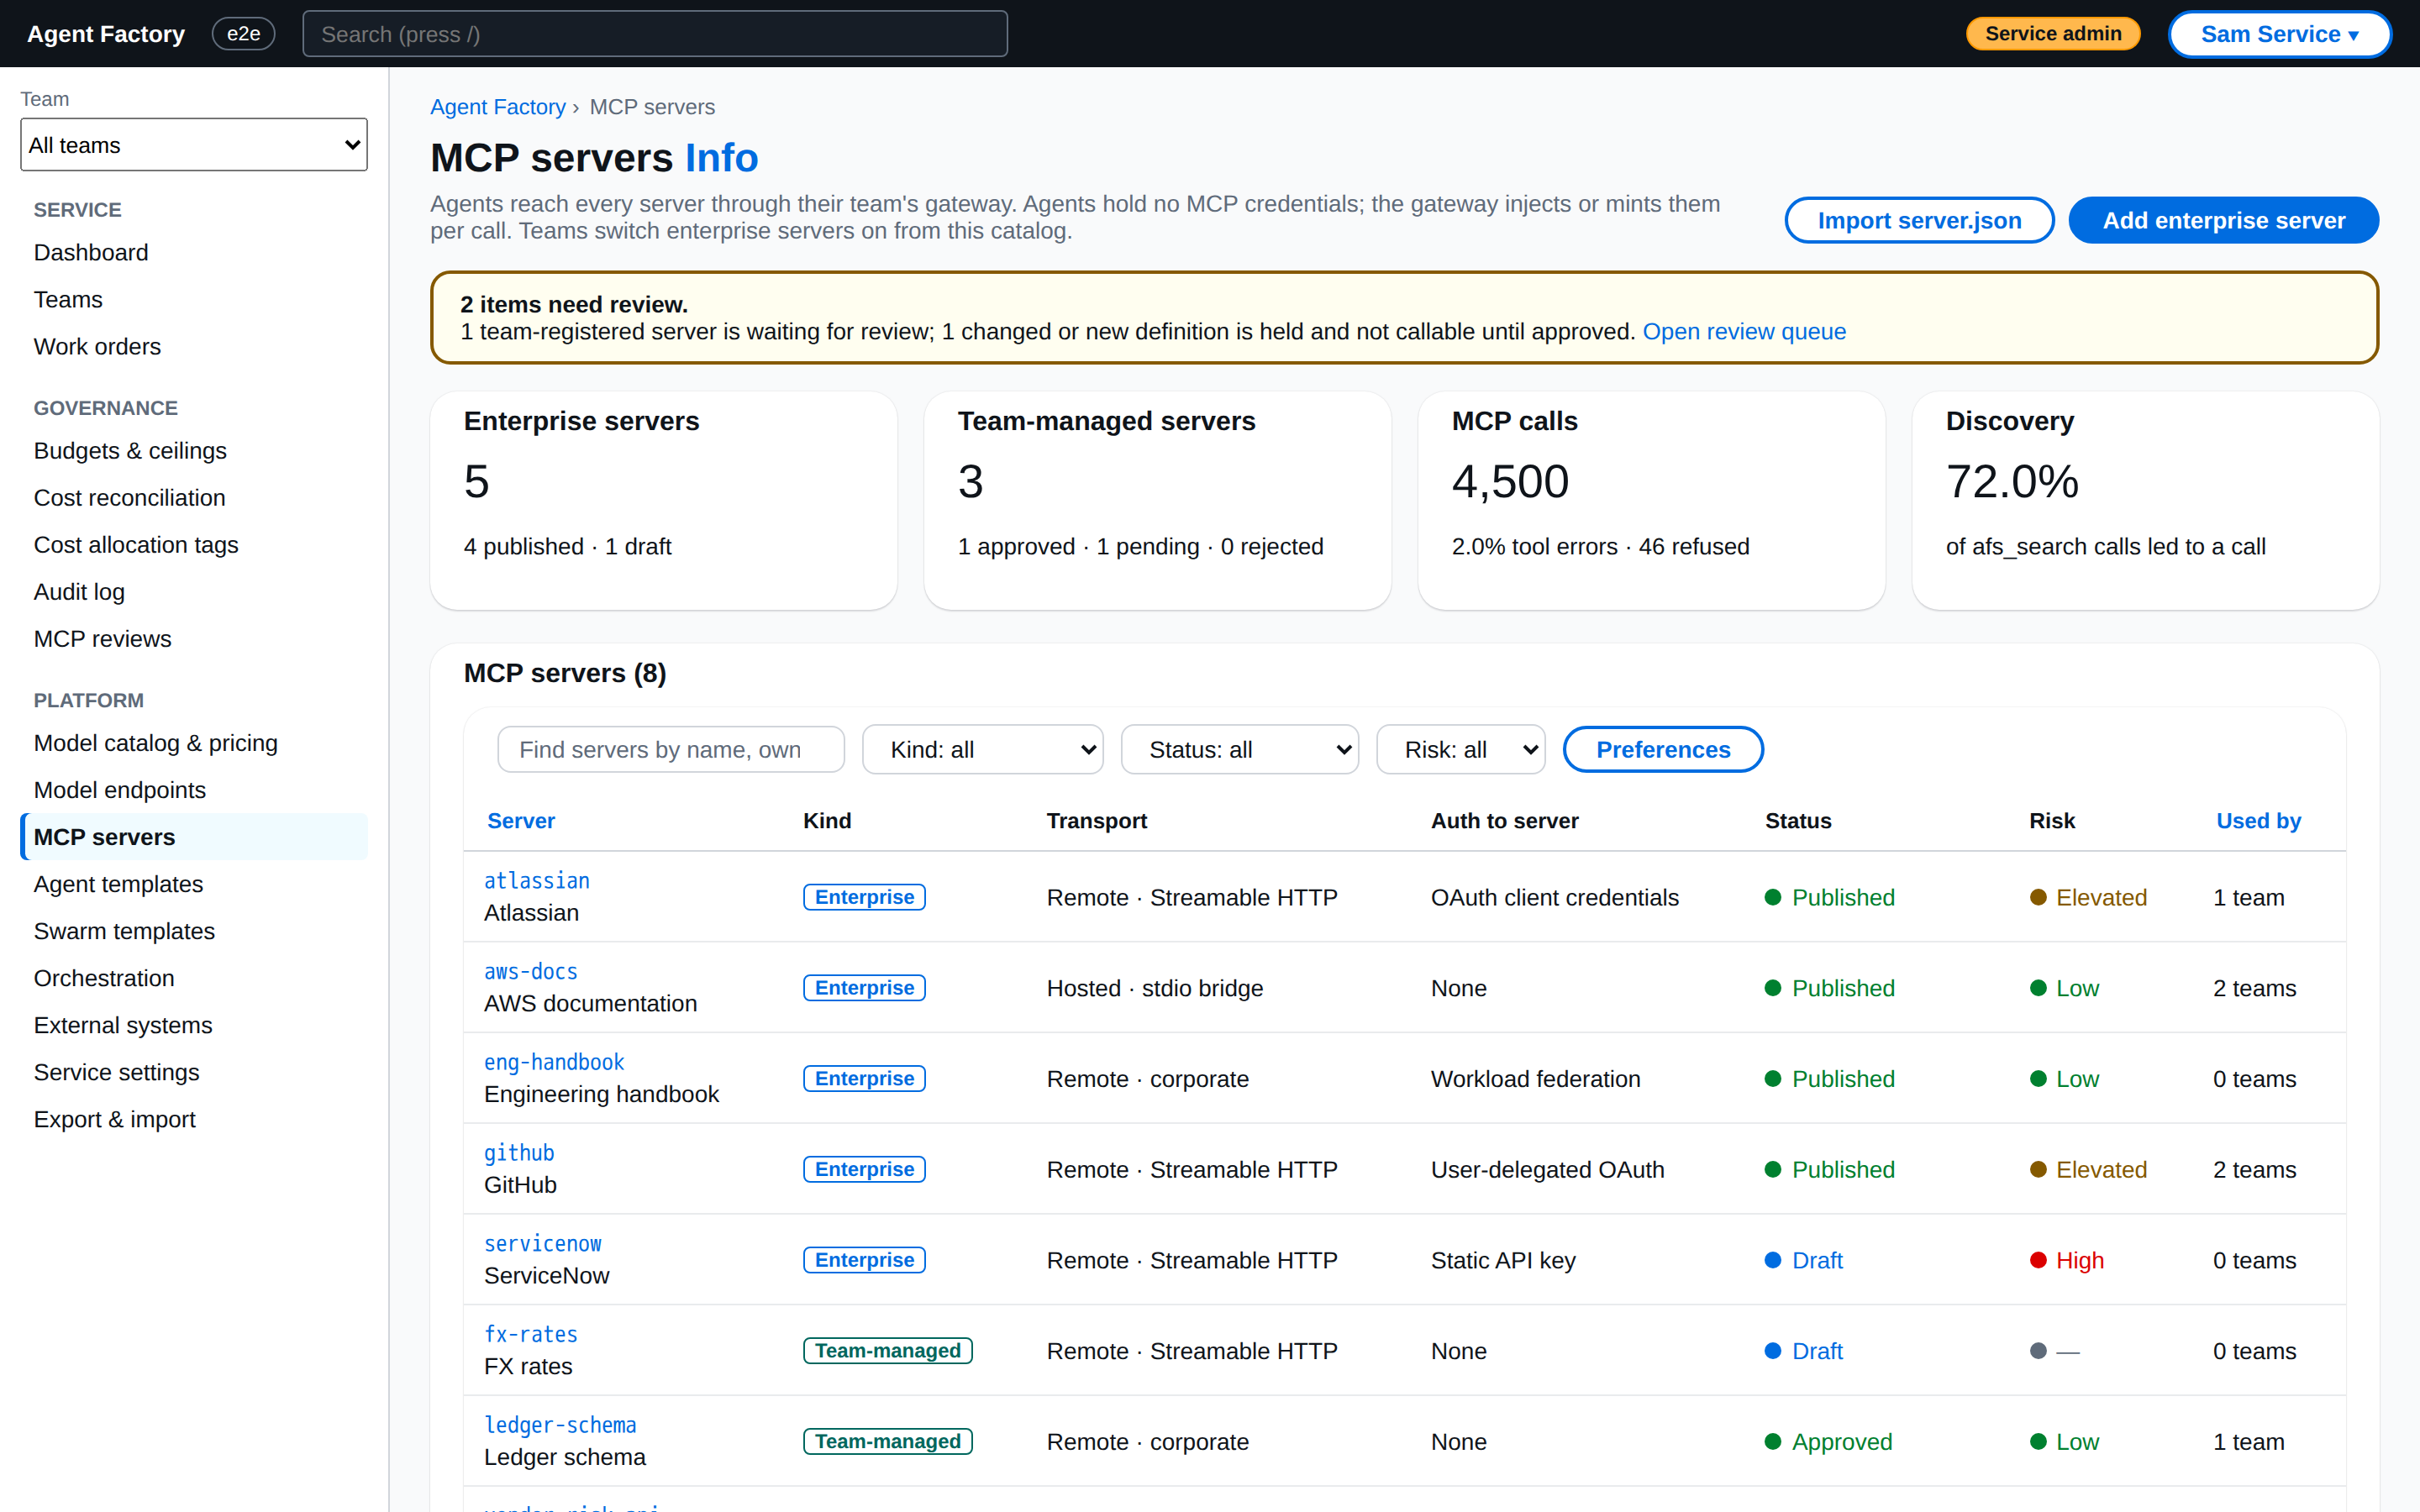 Agent Factory
e2e
Search (press /)
Service admin
Sam Service ▾
Team
All teams
SERVICE
Dashboard
Teams
Work orders
GOVERNANCE
Budgets & ceilings
Cost reconciliation
Cost allocation tags
Audit log
MCP reviews
PLATFORM
Model catalog & pricing
Model endpoints
MCP servers
Agent templates
Swarm templates
Orchestration
External systems
Service settings
Export & import
Agent Factory › MCP servers
MCP servers Info
Agents reach every server through their team's gateway. Agents hold no MCP credentials; the gateway injects or mints them
per call. Teams switch enterprise servers on from this catalog.
Import server.json
Add enterprise server
2 items need review.
1 team-registered server is waiting for review; 1 changed or new definition is held and not callable until approved. Open review queue
Enterprise servers
5
4 published · 1 draft
Team-managed servers
3
1 approved · 1 pending · 0 rejected
MCP calls
4,500
2.0% tool errors · 46 refused
Discovery
72.0%
of afs_search calls led to a call
MCP servers (8)
Find servers by name, own
Kind: all
Status: all
Risk: all
Preferences
Server Kind Transport Auth to server Status Risk Used by
atlassian
Atlassian
Enterprise Remote · Streamable HTTP OAuth client credentials Published Elevated 1 team
aws-docs
AWS documentation
Enterprise Hosted · stdio bridge None Published Low 2 teams
eng-handbook
Engineering handbook
Enterprise Remote · corporate Workload federation Published Low 0 teams
github
GitHub
Enterprise Remote · Streamable HTTP User-delegated OAuth Published Elevated 2 teams
servicenow
ServiceNow
Enterprise Remote · Streamable HTTP Static API key Draft High 0 teams
fx-rates
FX rates
Team-managed Remote · Streamable HTTP None Draft — 0 teams
ledger-schema
Ledger schema
Team-managed Remote · corporate None Approved Low 1 team